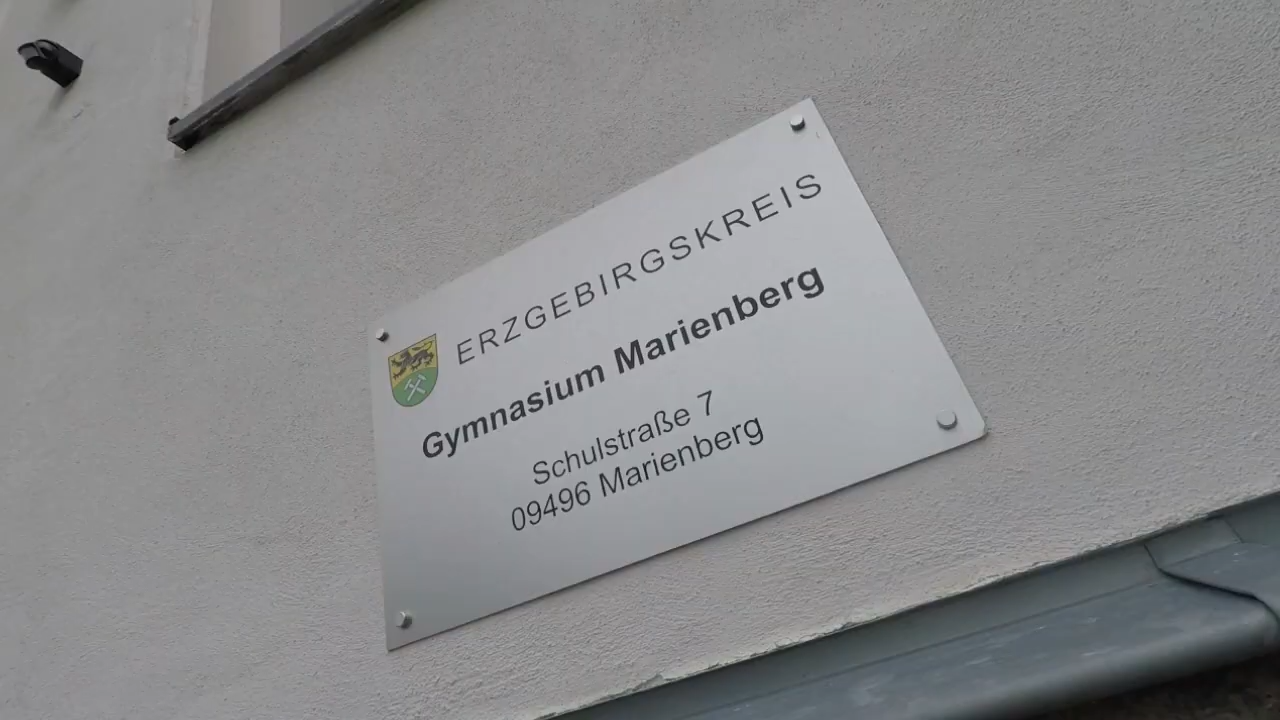 ERZGEBIRGSKREIS
Gymnasium Marienberg
Schulstraße 7
09496 Marienberg